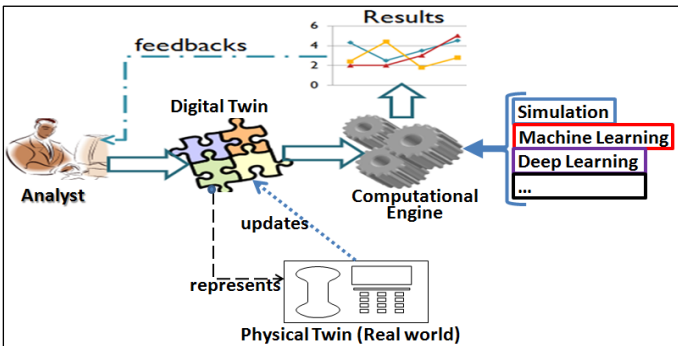 Results
6
4
2
0
feedbacks
Digital Twin
Simulation
Machine Learning
Deep Learning
...
Analyst
Computational
Engine
updates
represents
Physical Twin (Real world)